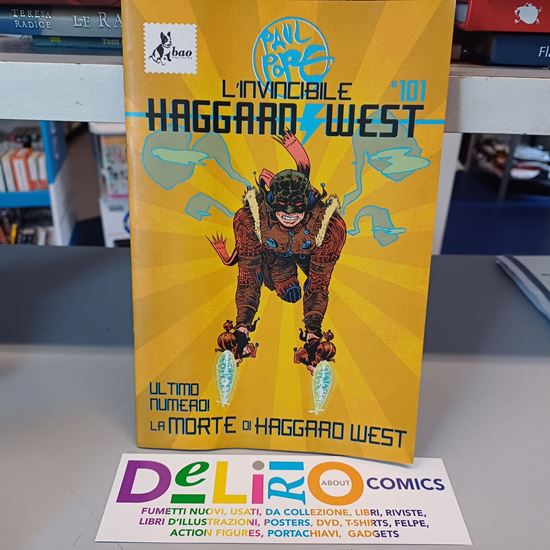 TERESA RADICE
LE RA
Tom
Fl
bao
PAUL POPE
L'INVINCIBILE
#101
HAGGARD WEST
ULTIMO
NUMERO!
LA MORTE DI HAGGARD WEST
DeLiRiO ABOUT COMICS
FUMETTI NUOVI, USATI, DA COLLEZIONE, LIBRI, RIVISTE,
LIBRI D'ILLUSTRAZIONI, POSTERS, DVD, T-SHIRTS, FELPE,
ACTION FIGURES, PORTACHIAVI, GADGETS